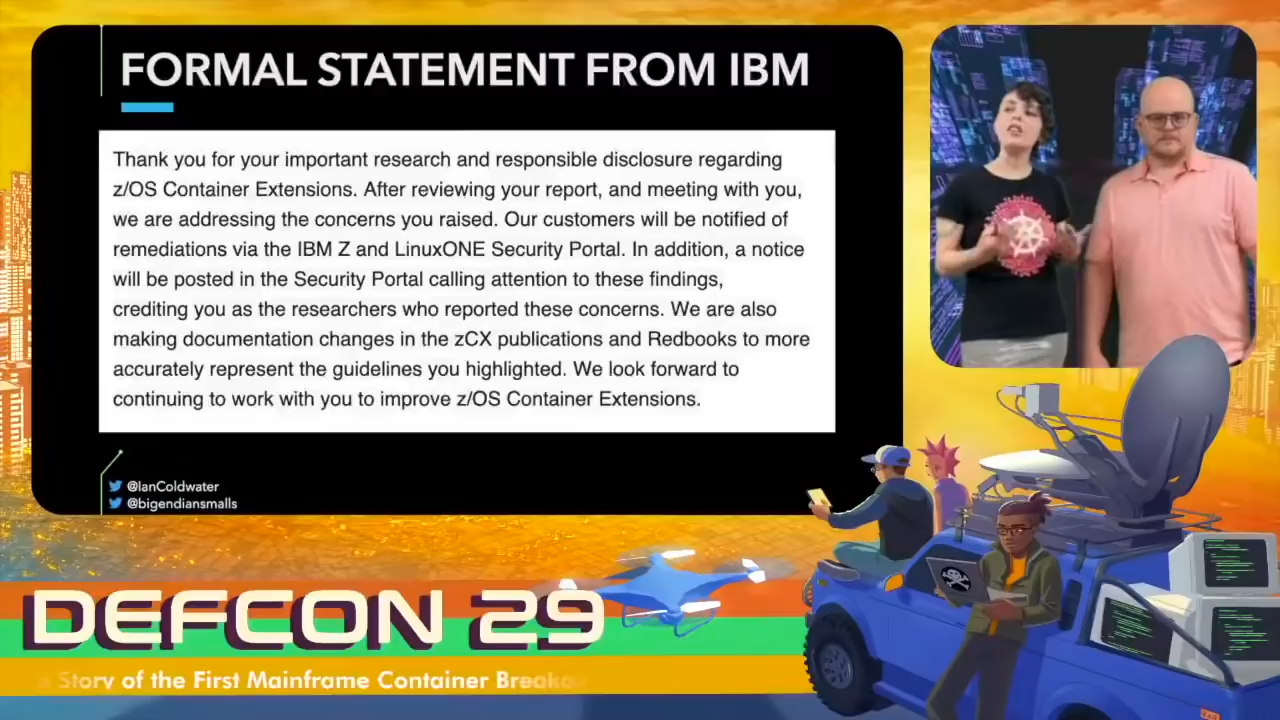 FORMAL STATEMENT FROM IBM
Thank you for your important research and responsible disclosure regarding
z/OS Container Extensions. After reviewing your report, and meeting with you,
we are addressing the concerns you raised. Our customers will be notified of
remediations via the IBM Z and LinuxONE Security Portal. In addition, a notice
will be posted in the Security Portal calling attention to these findings,
crediting you as the researchers who reported these concerns. We are also
making documentation changes in the zCX publications and Redbooks to more
accurately represent the guidelines you highlighted. We look forward to
continuing to work with you to improve z/OS Container Extensions.
@IanColdwater
@bigendiansmalls
DEFCON 29
Story of the First Mainframe Container